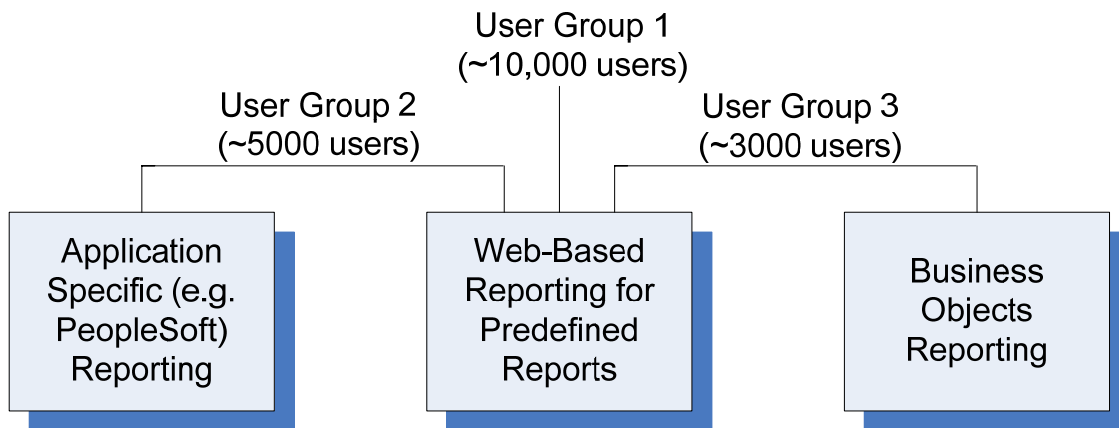 User Group 1
(~10,000 users)
User Group 2
(~5000 users)
User Group 3
(~3000 users)
Application
Specific (e.g.
PeopleSoft)
Reporting
Web-Based
Reporting for
Predefined
Reports
Business
Objects
Reporting